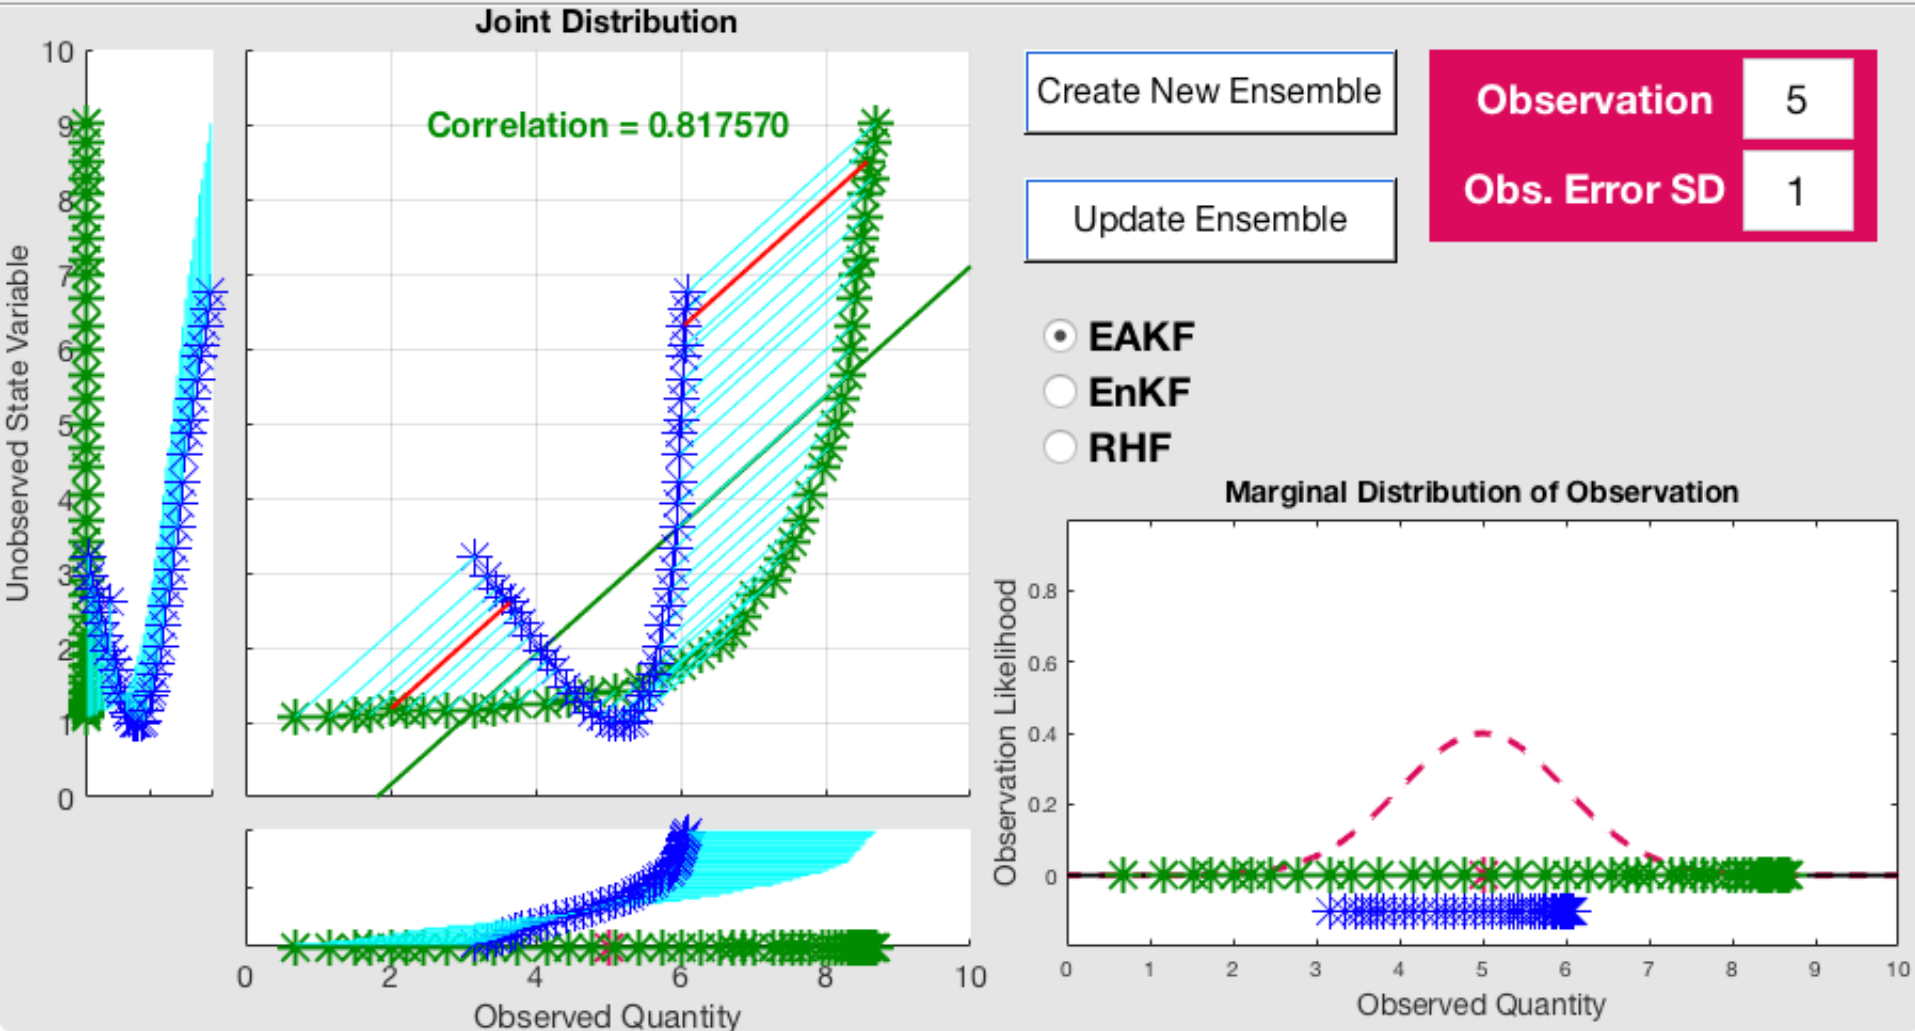 Joint Distribution
10
9
8
7
6
5
4
3
2
1
0
Unobserved State Variable
Correlation = 0.817570
0 2 4 6 8 10
Observed Quantity
Create New Ensemble
Update Ensemble
Observation 5
Obs. Error SD 1
EAKF
EnKF
RHF
Marginal Distribution of Observation
0.8
0.6
0.4
0.2
0
Observation Likelihood
0 1 2 3 4 5 6 7 8 9 10
Observed Quantity